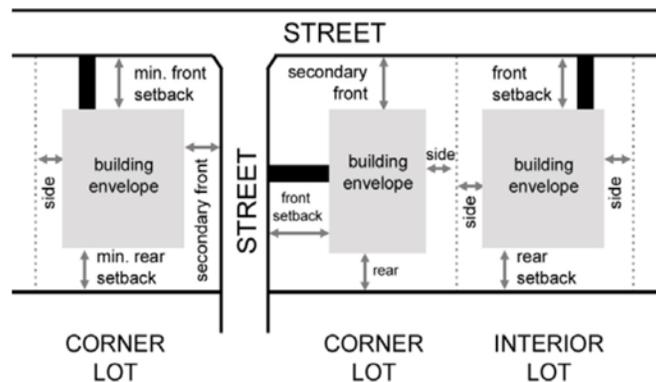 STREET
min. front
setback
secondary
front
front
setback
building
envelope
side
secondary front
STREET
building
envelope
side
front
setback
building
envelope
side
side
min. rear
setback
rear
rear
setback
CORNER
LOT
CORNER
LOT
INTERIOR
LOT